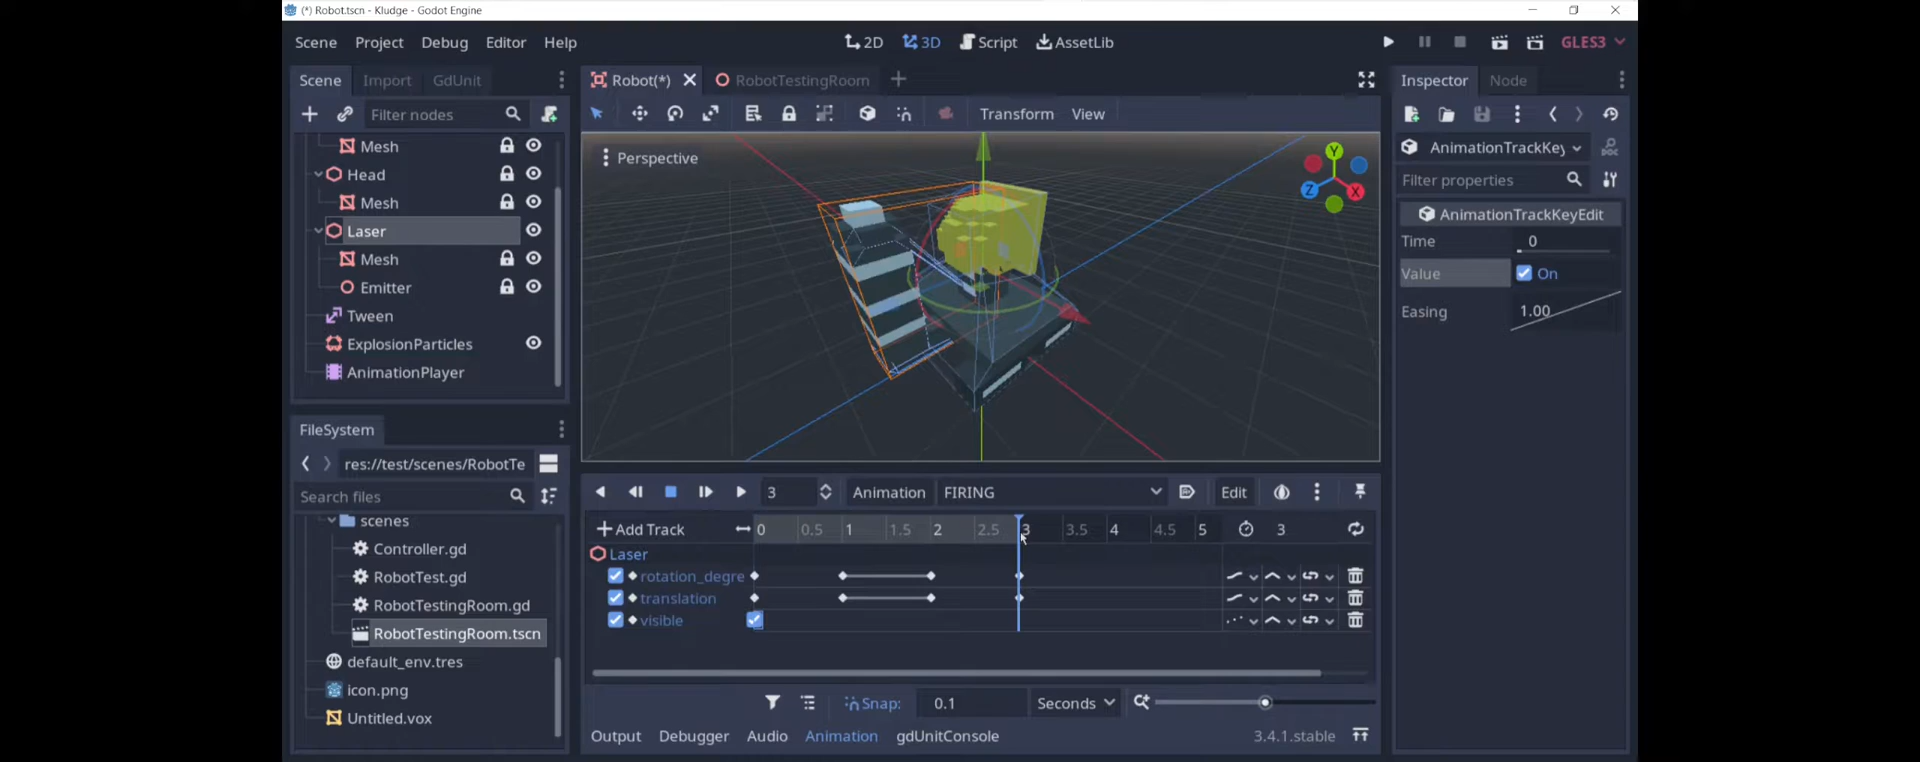 (*) Robot.tscn - Kludge - Godot Engine
Scene Project Debug Editor Help 2D 3D Script AssetLib GLES3
Scene Import GdUnit
Filter nodes
Mesh
Head
Mesh
Laser
Mesh
Emitter
Tween
ExplosionParticles
AnimationPlayer
FileSystem
res://test/scenes/RobotTe
Search files
scenes
Controller.gd
RobotTest.gd
RobotTestingRoom.gd
RobotTestingRoom.tscn
default_env.tres
icon.png
Untitled.vox
Robot(*) RobotTestingRoom
Transform View
Perspective
Y
Z X
3 Animation FIRING Edit
Add Track 0 0.5 1 1.5 2 2.5 3 3.5 4 4.5 5 3
Laser
rotation_degre
translation
visible
Snap: 0.1 Seconds
Output Debugger Audio Animation gdUnitConsole 3.4.1.stable
Inspector Node
AnimationTrackKey
Filter properties
AnimationTrackKeyEdit
Time 0
Value On
Easing 1.00